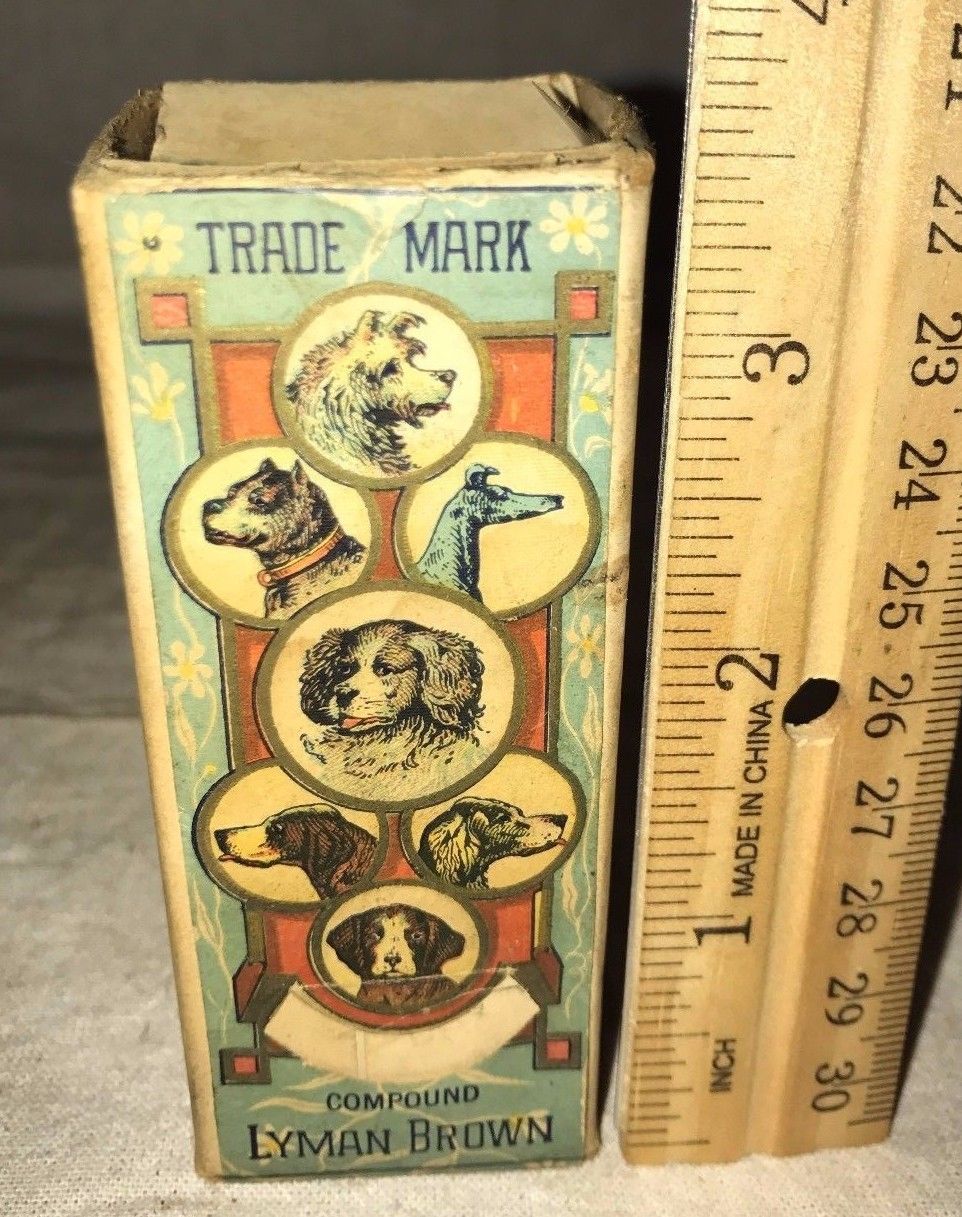 TRADE MARK
COMPOUND
LYMAN BROWN
3
2
1
INCH
MADE IN CHINA
22
23
24
25
26
27
28
29
30